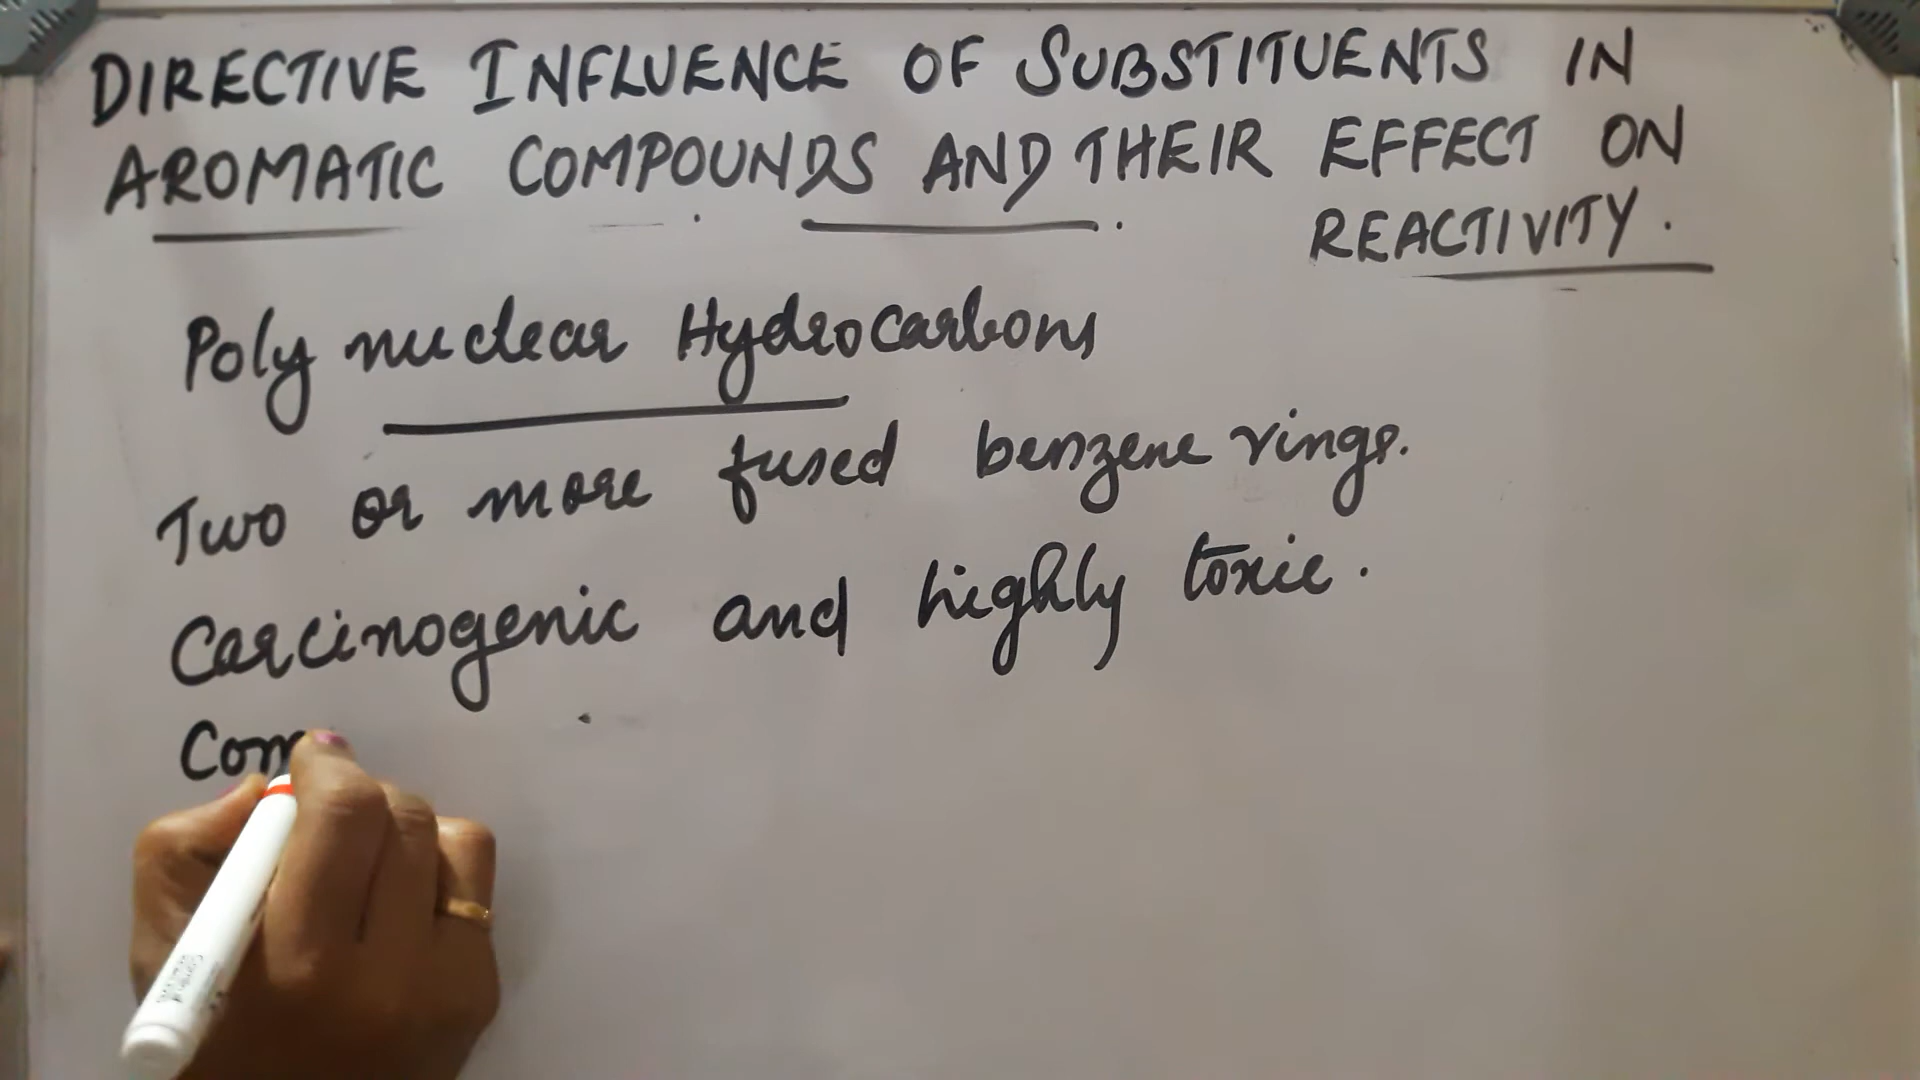 DIRECTIVE INFLUENCE OF SUBSTITUENTS IN
AROMATIC COMPOUNDS AND THEIR EFFECT ON
REACTIVITY.
Poly nuclear Hydrocarbons
Two or more fused benzene rings.
Carcinogenic and highly toxic.
Com